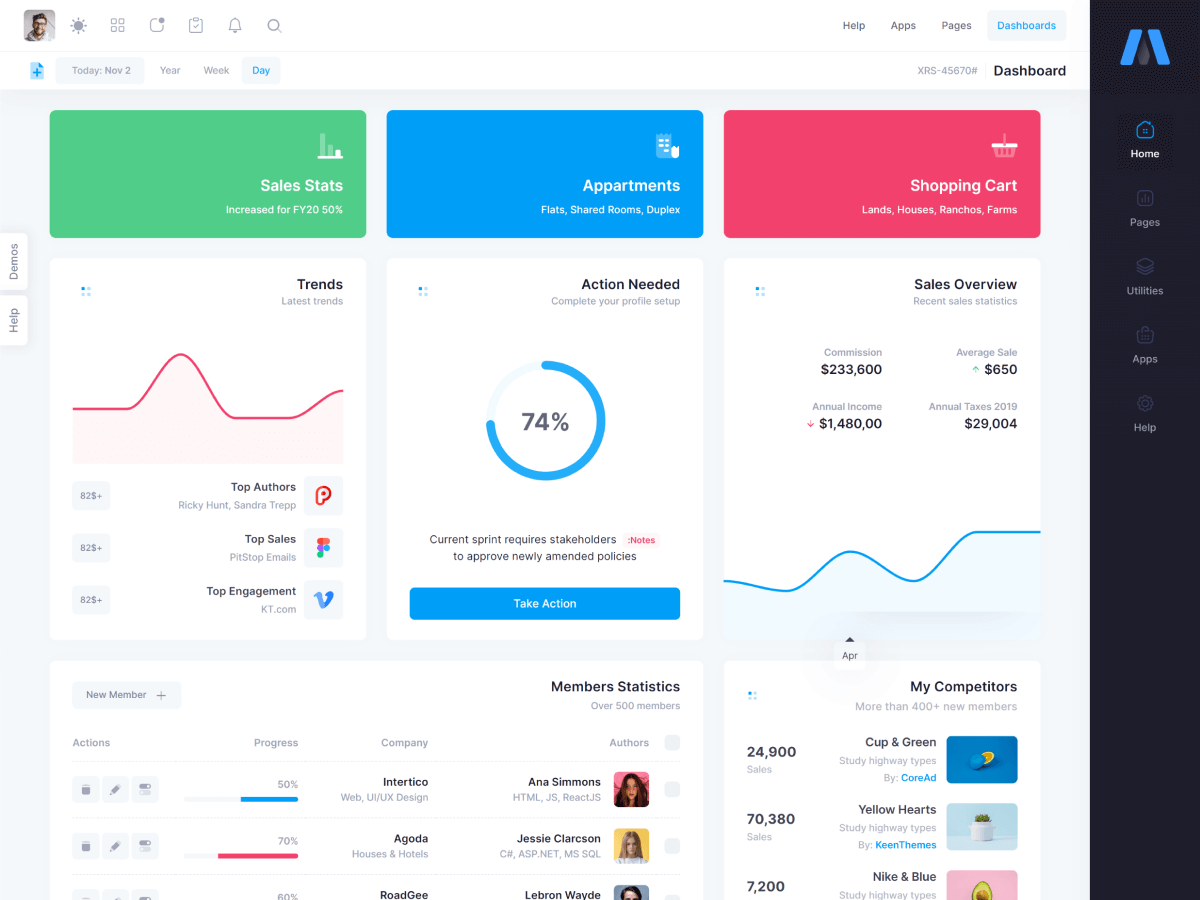 Help
Apps
Pages
Dashboards
Today: Nov 2
Year
Week
Day
XRS-45670#
Dashboard
Home
Pages
Utilities
Apps
Help
Demos
Help
Sales Stats
Increased for FY20 50%
Appartments
Flats, Shared Rooms, Duplex
Shopping Cart
Lands, Houses, Ranchos, Farms
Trends
Latest trends
82$+
Top Authors
Ricky Hunt, Sandra Trepp
82$+
Top Sales
PitStop Emails
82$+
Top Engagement
KT.com
Action Needed
Complete your profile setup
74%
Current sprint requires stakeholders :Notes
to approve newly amended policies
Take Action
Sales Overview
Recent sales statistics
Commission
$233,600
Average Sale
$650
Annual Income
$1,480,00
Annual Taxes 2019
$29,004
Apr
New Member
Members Statistics
Over 500 members
Actions
Progress
Company
Authors
50%
Intertico
Web, UI/UX Design
Ana Simmons
HTML, JS, ReactJS
70%
Agoda
Houses & Hotels
Jessie Clarcson
C#, ASP.NET, MS SQL
60%
RoadGee
Lebron Wayde
My Competitors
More than 400+ new members
24,900
Sales
Cup & Green
Study highway types
By: CoreAd
70,380
Sales
Yellow Hearts
Study highway types
By: KeenThemes
7,200
Nike & Blue
Study highway types